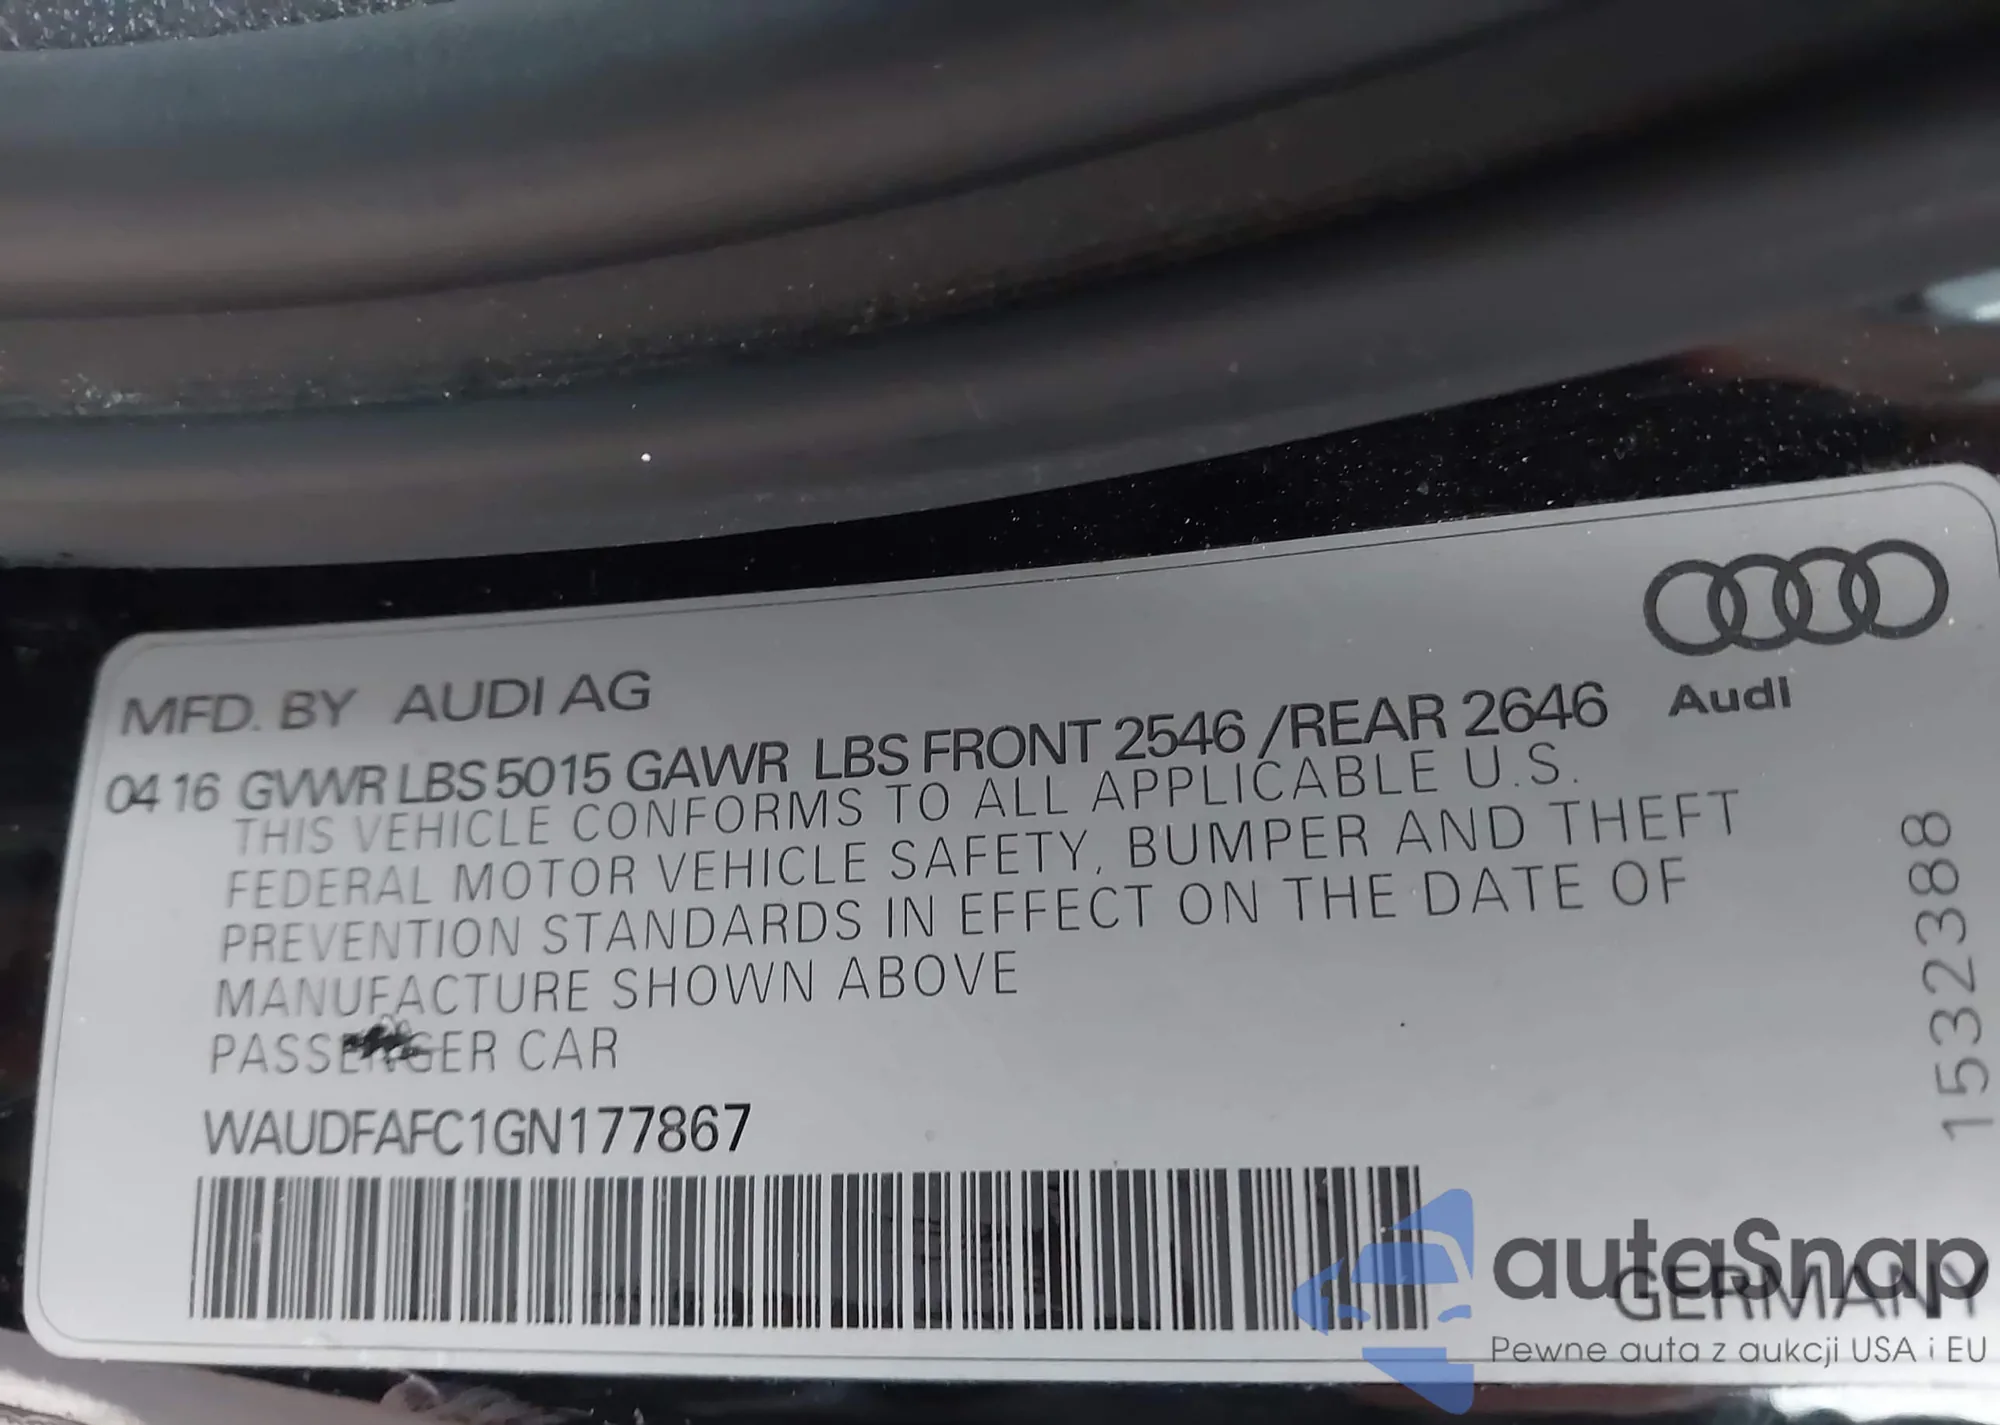 MFD. BY AUDI AG
Audi
04 16 GVWR LBS 5015 GAWR LBS FRONT 2546 /REAR 2646
THIS VEHICLE CONFORMS TO ALL APPLICABLE U.S.
FEDERAL MOTOR VEHICLE SAFETY, BUMPER AND THEFT
PREVENTION STANDARDS IN EFFECT ON THE DATE OF
MANUFACTURE SHOWN ABOVE
PASSENGER CAR
WAUDFAFC1GN177867
1532388
GERMANY
autaSnap
Pewne auta z aukcji USA i EU